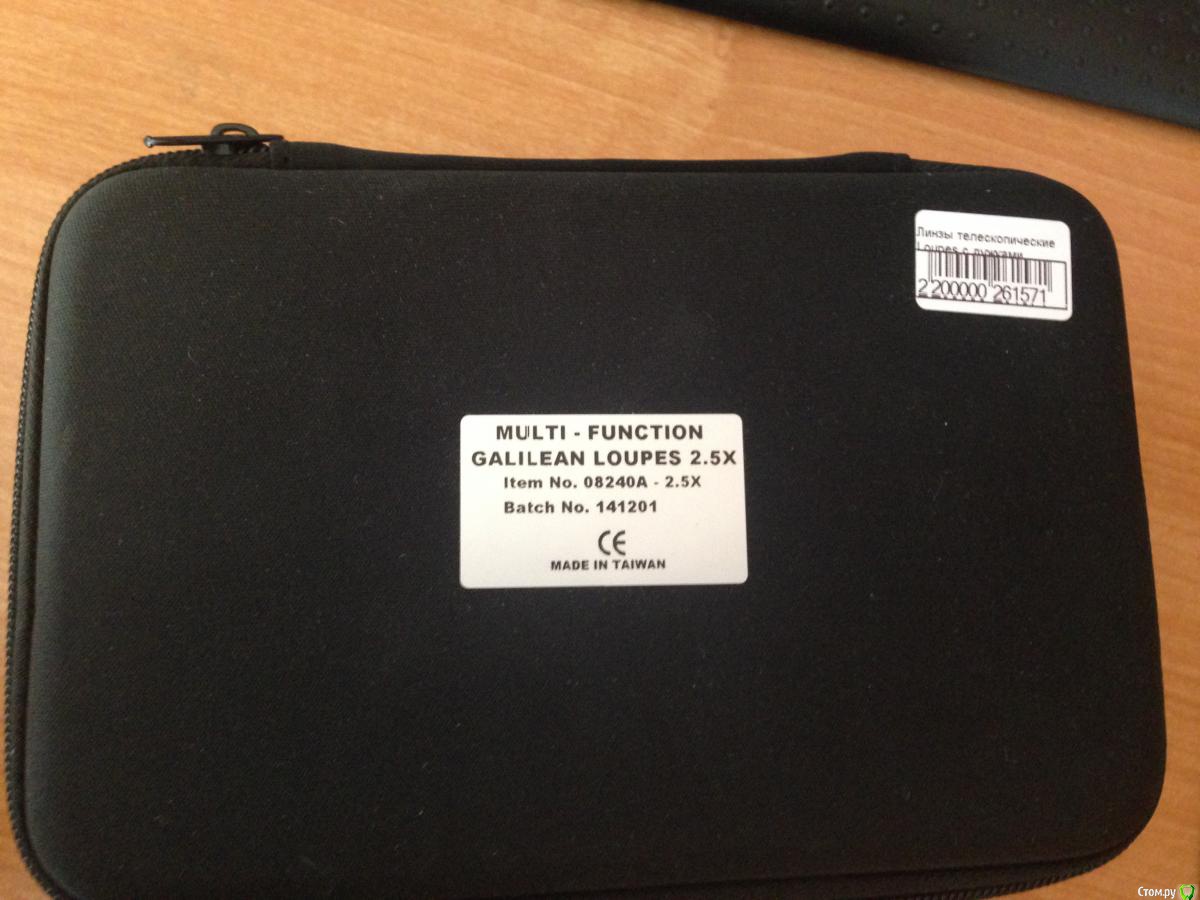 Линзы телескопические
Loupes с
2 200000 261571
MULTI - FUNCTION
GALILEAN LOUPES 2.5X
Item No. 08240A - 2.5X
Batch No. 141201
CE
MADE IN TAIWAN
Стом.ру